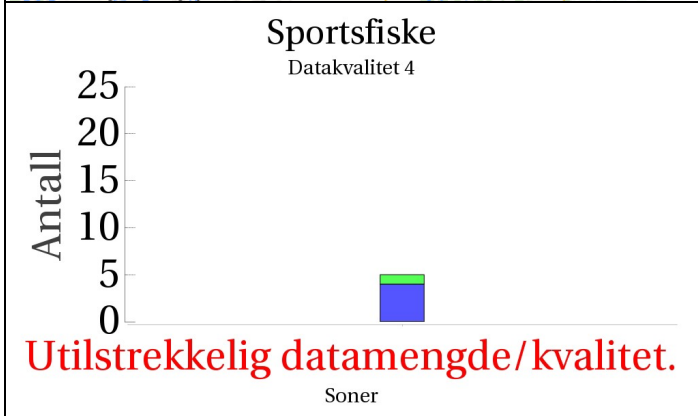 Sportsfiske
Datakvalitet 4
25
20
15
10
5
0
Antall
Utilstrekkelig datamengde/kvalitet.
Soner